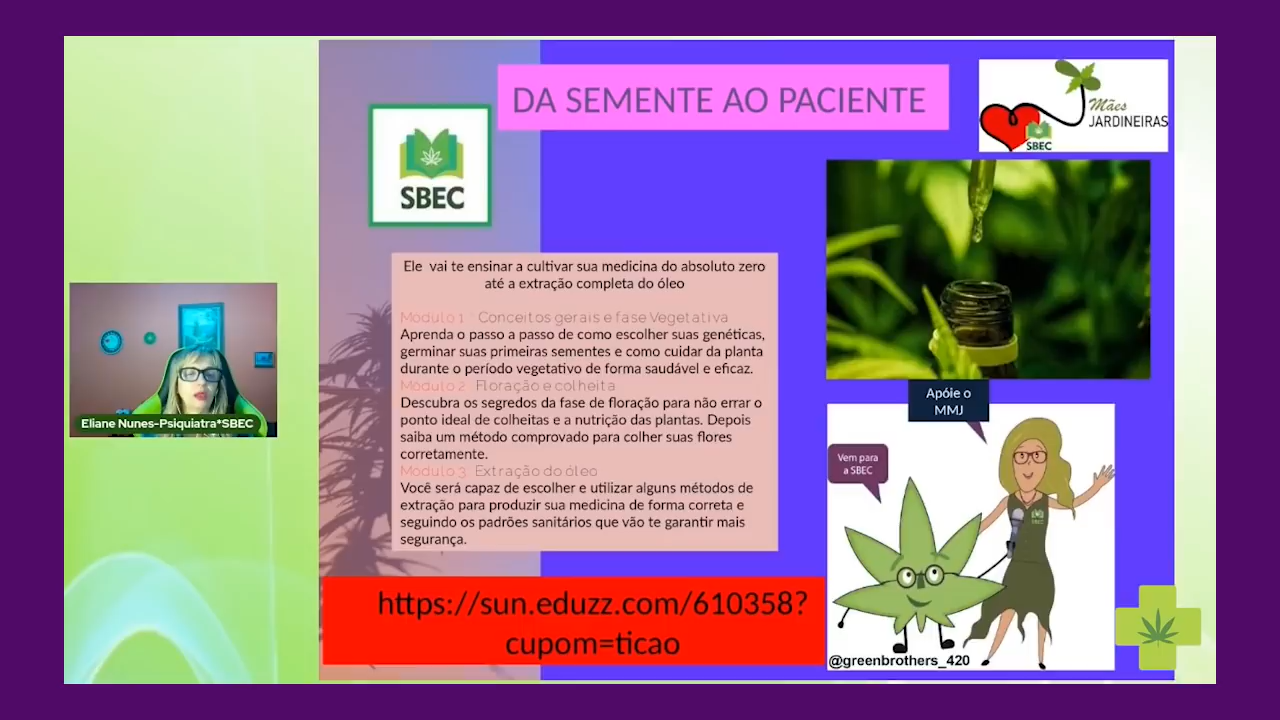 DA SEMENTE AO PACIENTE
Mães
JARDINEIRAS
SBEC
SBEC
Ele vai te ensinar a cultivar sua medicina do absoluto zero
até a extração completa do óleo
Modulo 1 : Conceitos gerais e fase Vegetativa
Aprenda o passo a passo de como escolher suas genéticas,
germinar suas primeiras sementes e como cuidar da planta
durante o período vegetativo de forma saudável e eficaz.
Modulo 2 : Floração e colheita
Descubra os segredos da fase de floração para não errar o
ponto ideal de colheitas e a nutrição das plantas. Depois
saiba um método comprovado para colher suas flores
corretamente.
Modulo 3: Extração do óleo
Você será capaz de escolher e utilizar alguns métodos de
extração para produzir sua medicina de forma correta e
seguindo os padrões sanitários que vão te garantir mais
segurança.
https://sun.eduzz.com/610358?
cupom=ticao
Apóie o
MMJ
Vem para
a SBEC
SBEC
@greenbrothers_420
Eliane Nunes-Psiquiatra*SBEC